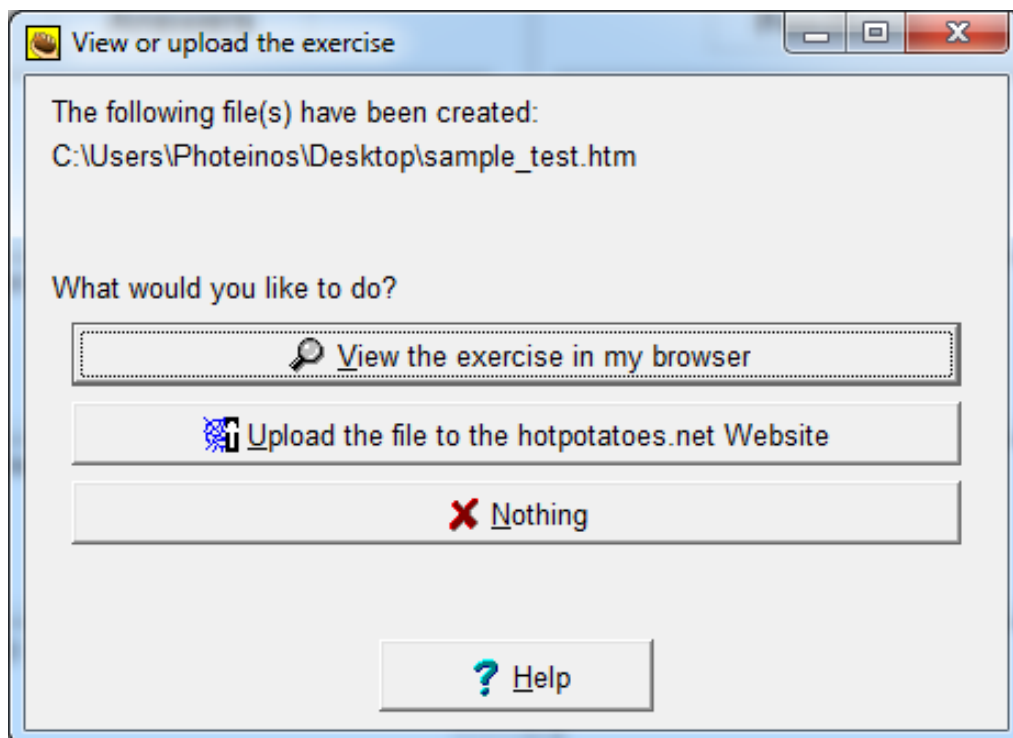 View or upload the exercise
The following file(s) have been created:
C:\Users\Photeinos\Desktop\sample_test.htm
What would you like to do?
View the exercise in my browser
Upload the file to the hotpotatoes.net Website
Nothing
? Help